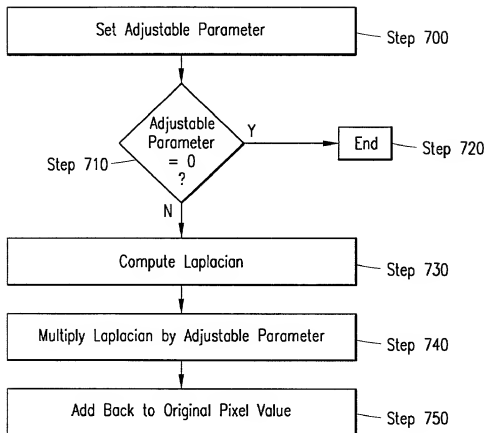 Set Adjustable Parameter
Step 700
Adjustable
Parameter
= 0
?
Y
End
Step 720
Step 710
N
Compute Laplacian
Step 730
Multiply Laplacian by Adjustable Parameter
Step 740
Add Back to Original Pixel Value
Step 750